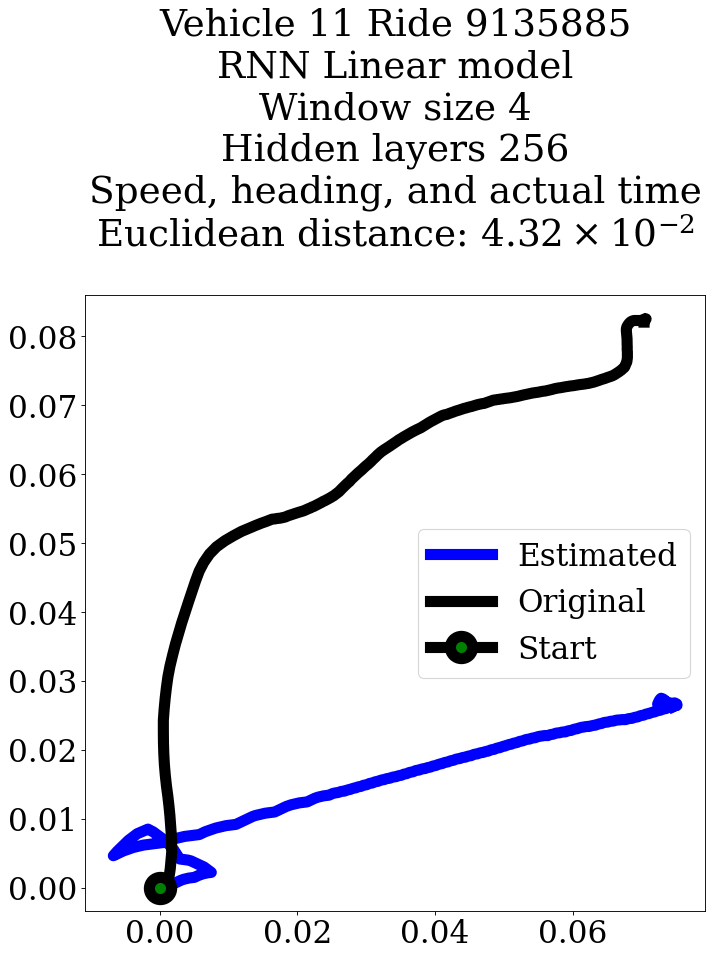 Vehicle 11 Ride 9135885
RNN Linear model
Window size 4
Hidden layers 256
Speed, heading, and actual time
Euclidean distance: 4.32 × 10⁻²
0.08
0.07
0.06
0.05
0.04
0.03
0.02
0.01
0.00
Estimated
Original
Start
0.00 0.02 0.04 0.06